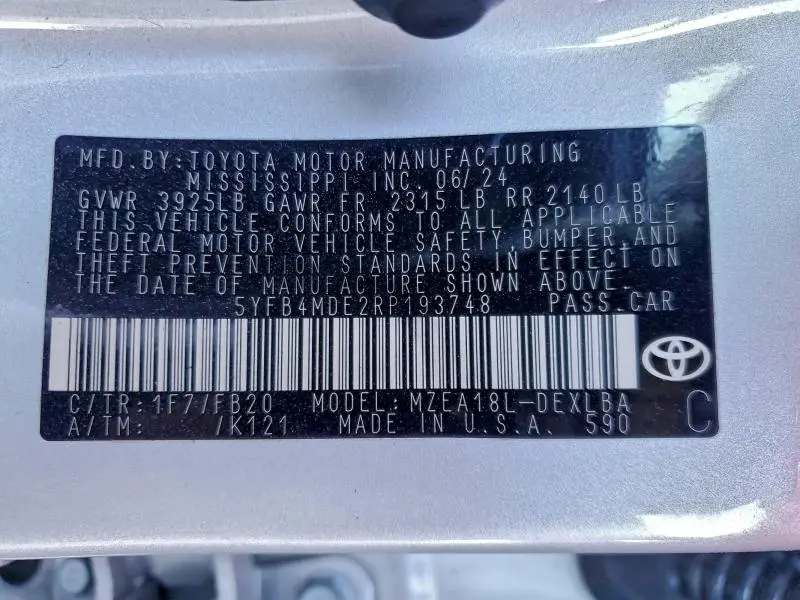 MFD. BY: TOYOTA MOTOR MANUFACTURING
MISSISSIPPI INC. 06/24
GVWR 3925LB GAWR FR 2315 LB RR 2140 LB
THIS VEHICLE CONFORMS TO ALL APPLICABLE
FEDERAL MOTOR VEHICLE SAFETY, BUMPER, AND
THEFT PREVENTION STANDARDS IN EFFECT ON
THE DATE OF MANUFACTURE SHOWN ABOVE.
5YFB4MDE2RP193748 PASS. CAR
C/TR: 1F7/FB20 MODEL: MZEA18L-DEXLBA
A/TM: /K121 MADE IN U.S.A. 590 C